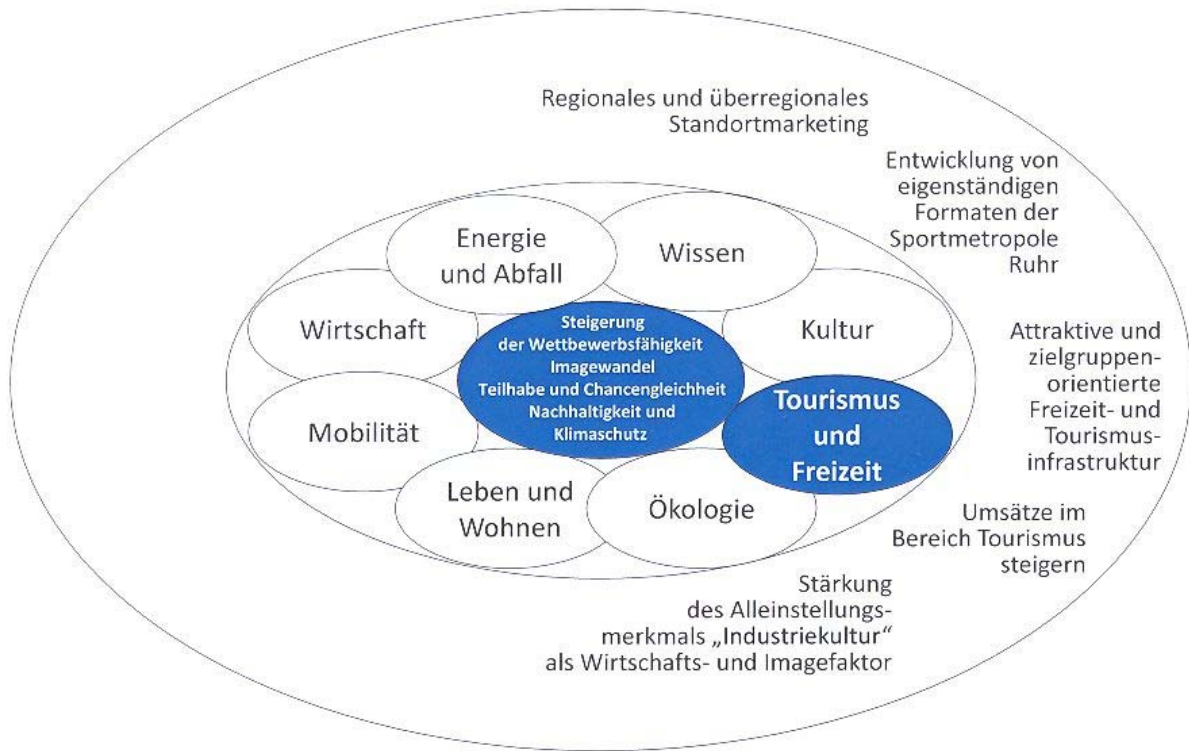 Regionales und überregionales
Standortmarketing
Entwicklung von
eigenständigen
Formaten der
Sportmetropole
Ruhr
Attraktive und
zielgruppen-
orientierte
Freizeit- und
Tourismus-
infrastruktur
Umsätze im
Bereich Tourismus
steigern
Stärkung
des Alleinstellungs-
merkmals „Industriekultur“
als Wirtschafts- und Imagefaktor
Energie
und Abfall
Wissen
Wirtschaft
Kultur
Steigerung
der Wettbewerbsfähigkeit
Imagewandel
Teilhabe und Chancengleichheit
Nachhaltigkeit und
Klimaschutz
Tourismus
und
Freizeit
Mobilität
Leben und
Wohnen
Ökologie